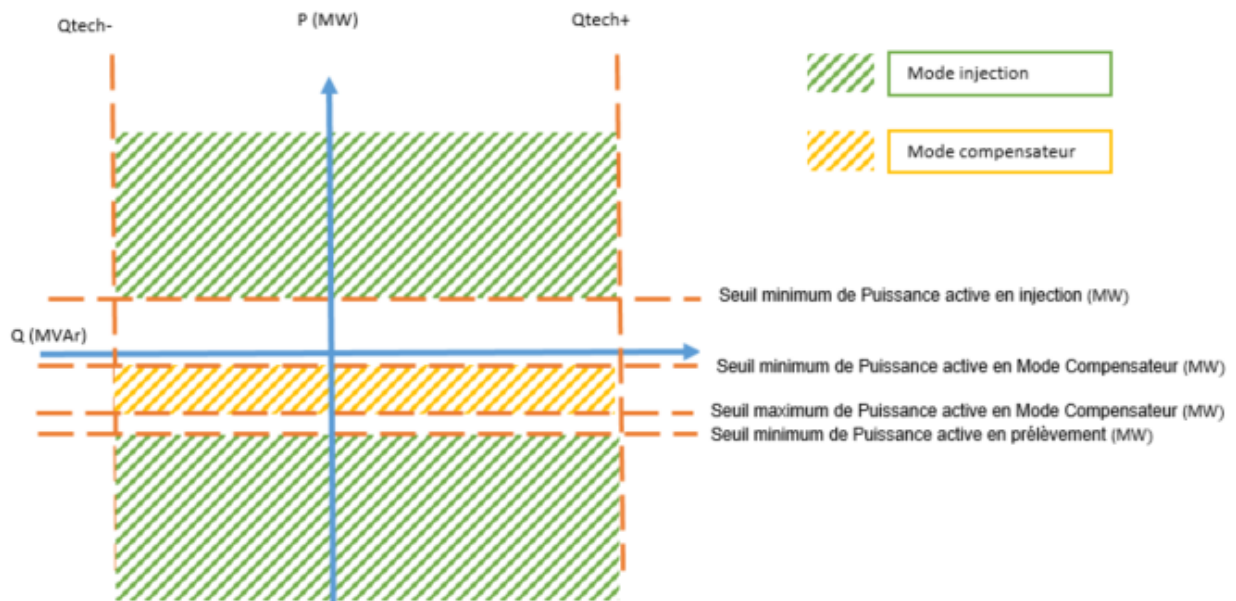 Qtech-
P (MW)
Qtech+
Mode injection
Mode compensateur
Seuil minimum de Puissance active en injection (MW)
Q (MVAr)
Seuil minimum de Puissance active en Mode Compensateur (MW)
Seuil maximum de Puissance active en Mode Compensateur (MW)
Seuil minimum de Puissance active en prélèvement (MW)